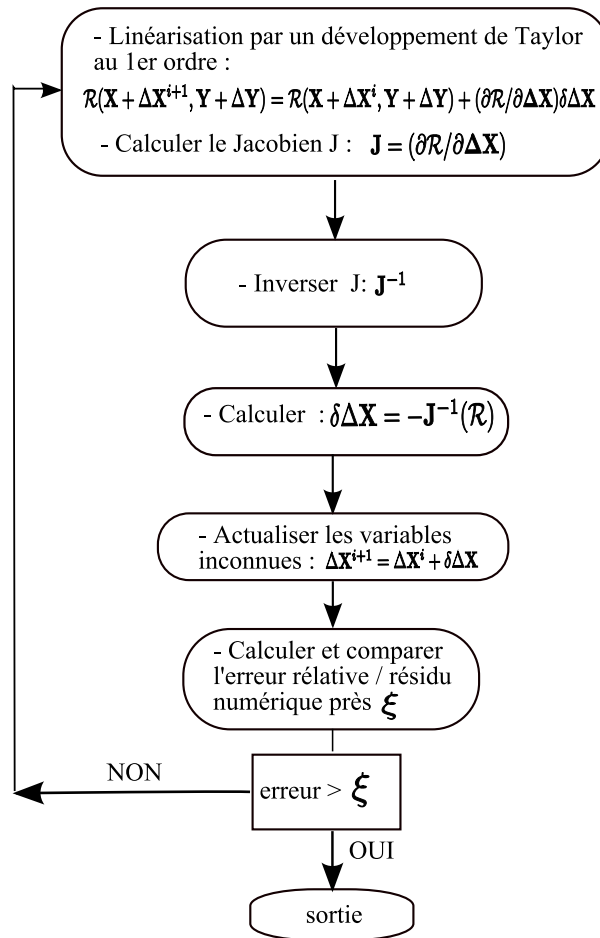 - Linéarisation par un développement de Taylor
au 1er ordre :
ℛ(X + ΔXⁱ⁺¹, Y + ΔY) = ℛ(X + ΔXⁱ, Y + ΔY) + (∂ℛ/∂ΔX)δΔX
- Calculer le Jacobien J : J = (∂ℛ/∂ΔX)
- Inverser J: J⁻¹
- Calculer : δΔX = −J⁻¹(ℛ)
- Actualiser les variables
inconnues : ΔXⁱ⁺¹ = ΔXⁱ + δΔX
- Calculer et comparer
l'erreur rélative / résidu
numérique près ξ
NON
erreur > ξ
OUI
sortie